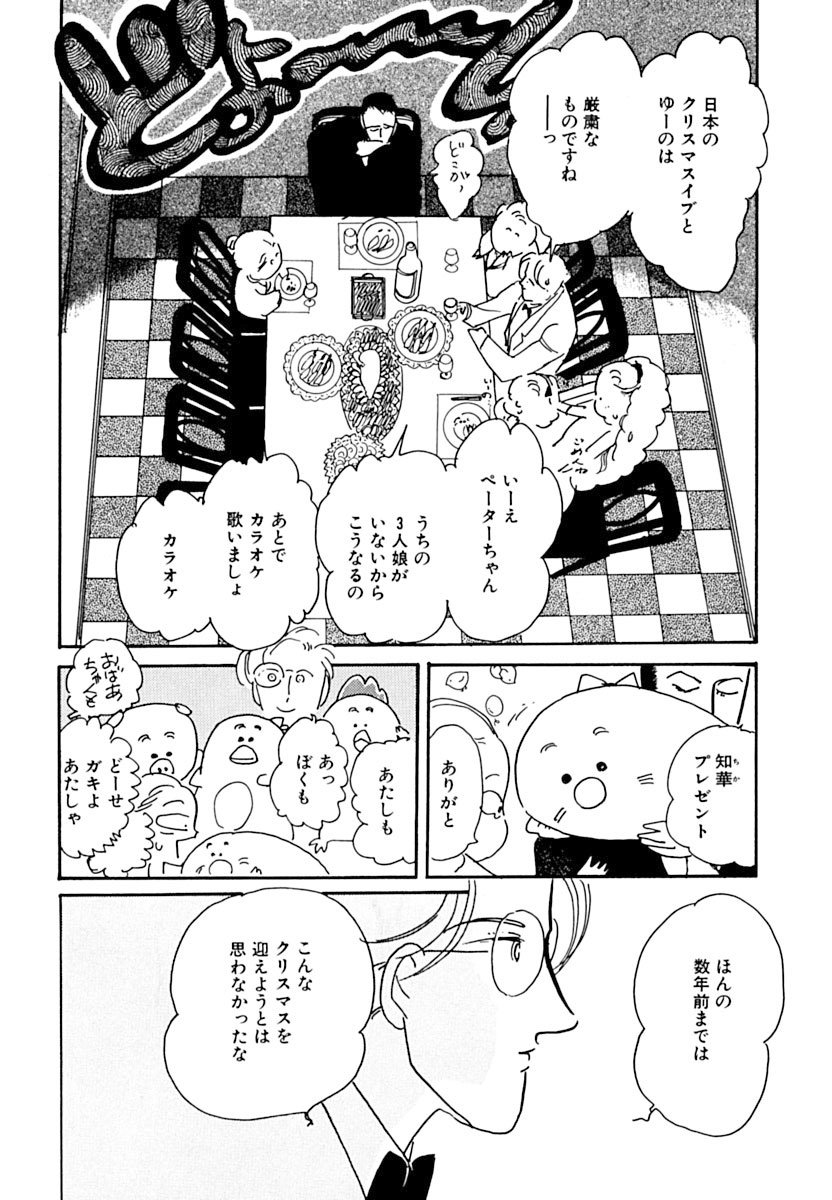 どよーん
日本の
クリスマスイブと
ゆーのは
厳粛な
ものですね
──っ
どこが〜
ごめんね
いーえ
ペーターちゃん
うちの
3人娘が
いないから
こうなるの
あとで
カラオケ
歌いましょ
カラオケ
知華
ちか
プレゼント
ありがと
あたしも
あっ
ぼくも
おばあ
ちゃんと
どーせ
ガキよ
あたしゃ
ほんの
数年前までは
こんな
クリスマスを
迎えようとは
思わなかったな